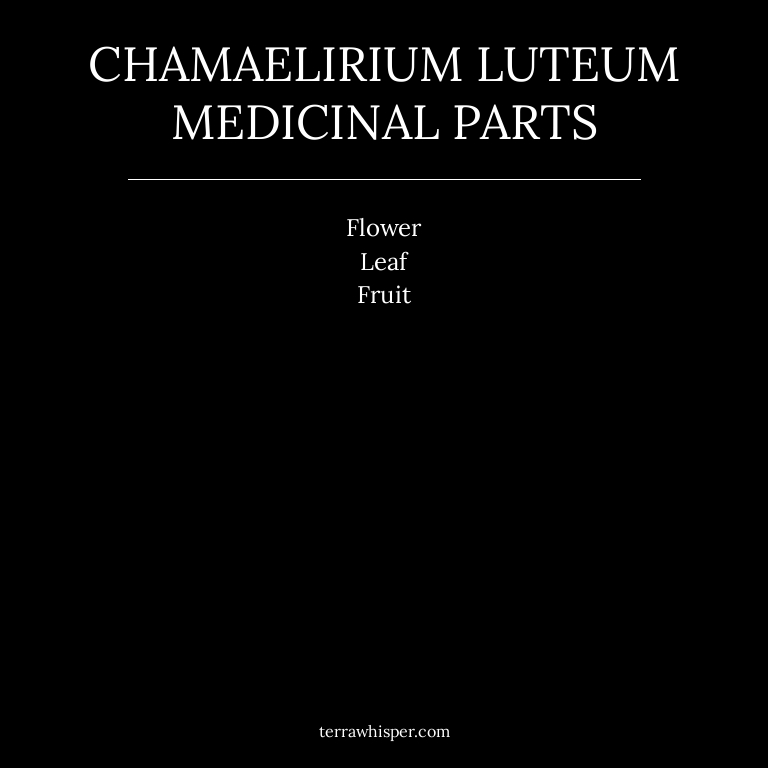 CHAMAELIRIUM LUTEUM
MEDICINAL PARTS
Flower
Leaf
Fruit
terrawhisper.com